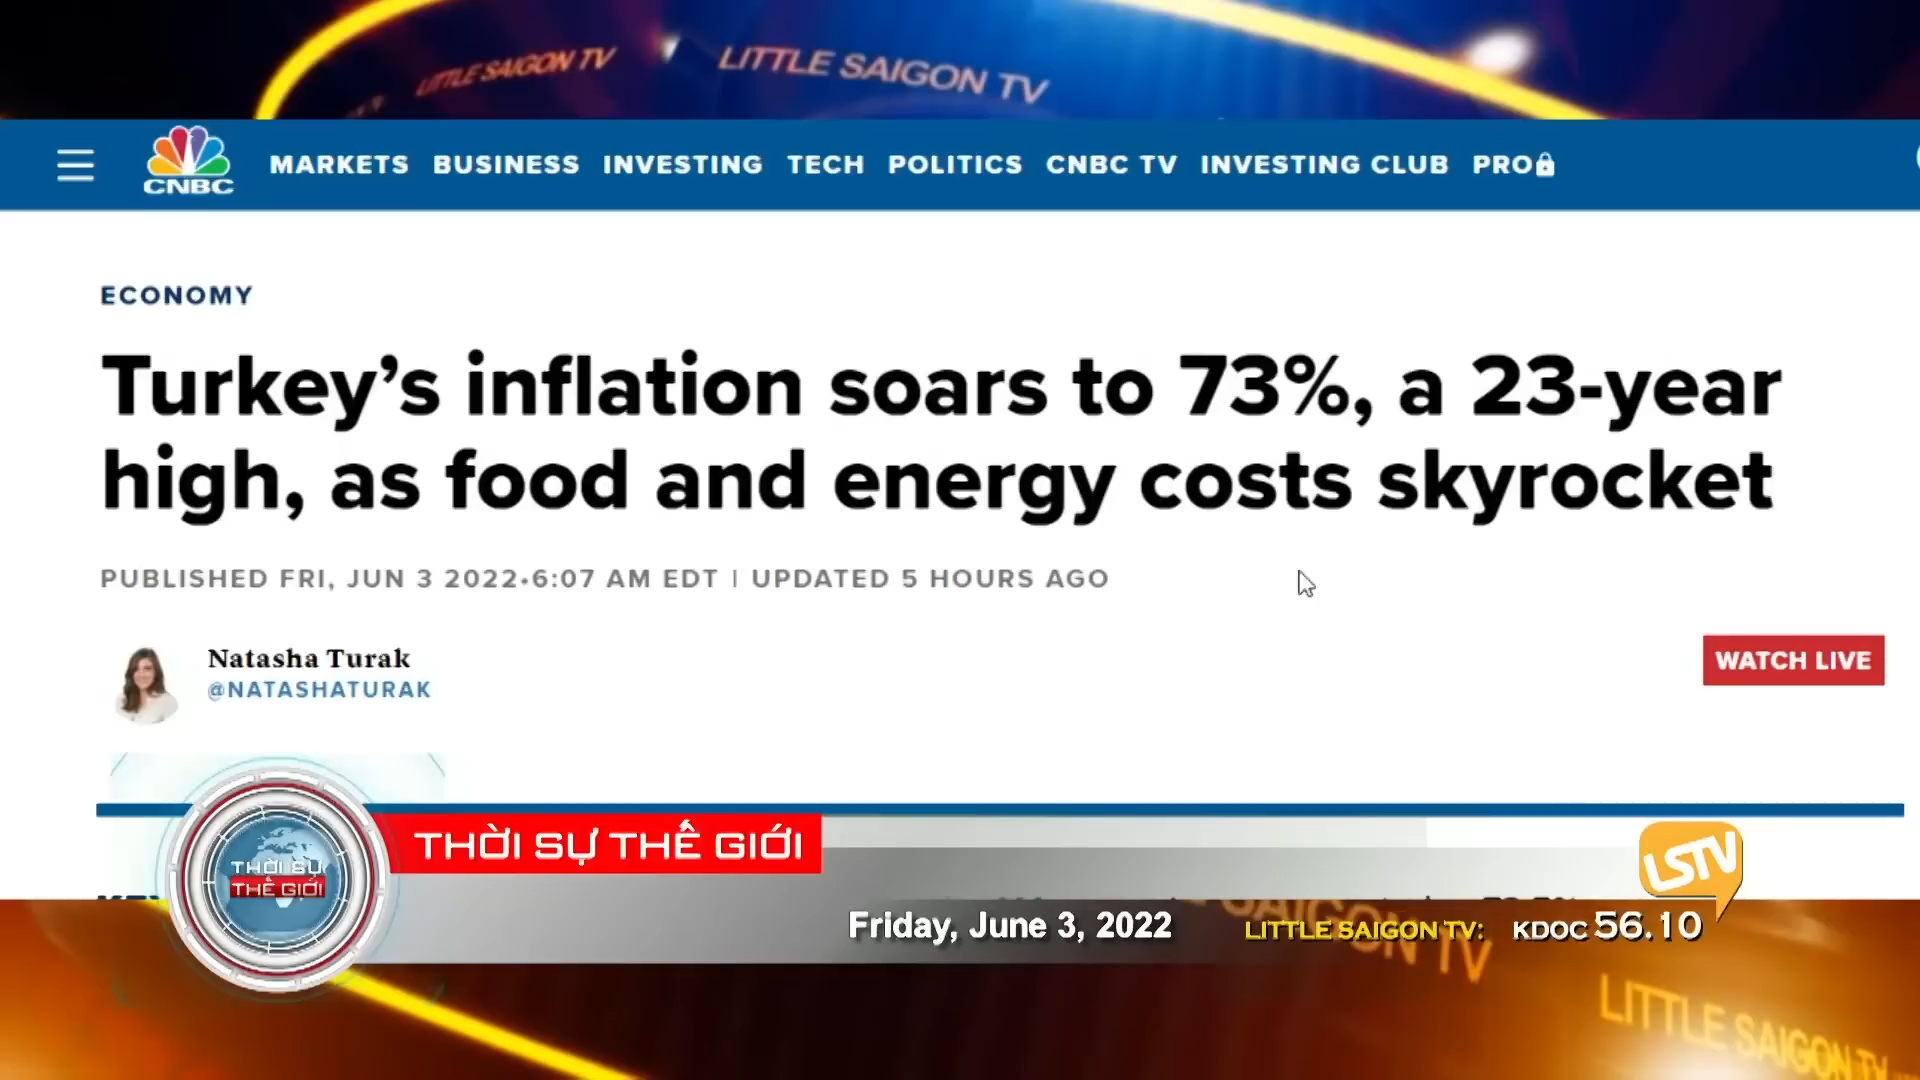 LITTLE SAIGON TV
LITTLE SAIGON TV
CNBC
MARKETS BUSINESS INVESTING TECH POLITICS CNBC TV INVESTING CLUB PRO
ECONOMY
Turkey’s inflation soars to 73%, a 23-year
high, as food and energy costs skyrocket
PUBLISHED FRI, JUN 3 2022•6:07 AM EDT | UPDATED 5 HOURS AGO
Natasha Turak
@NATASHATURAK
WATCH LIVE
THỜI SỰ THẾ GIỚI
THỜI SỰ
THẾ GIỚI
LSTV
Friday, June 3, 2022
LITTLE SAIGON TV: KDOC 56.10
SAIGON TV
LITTLE SAIGON TV